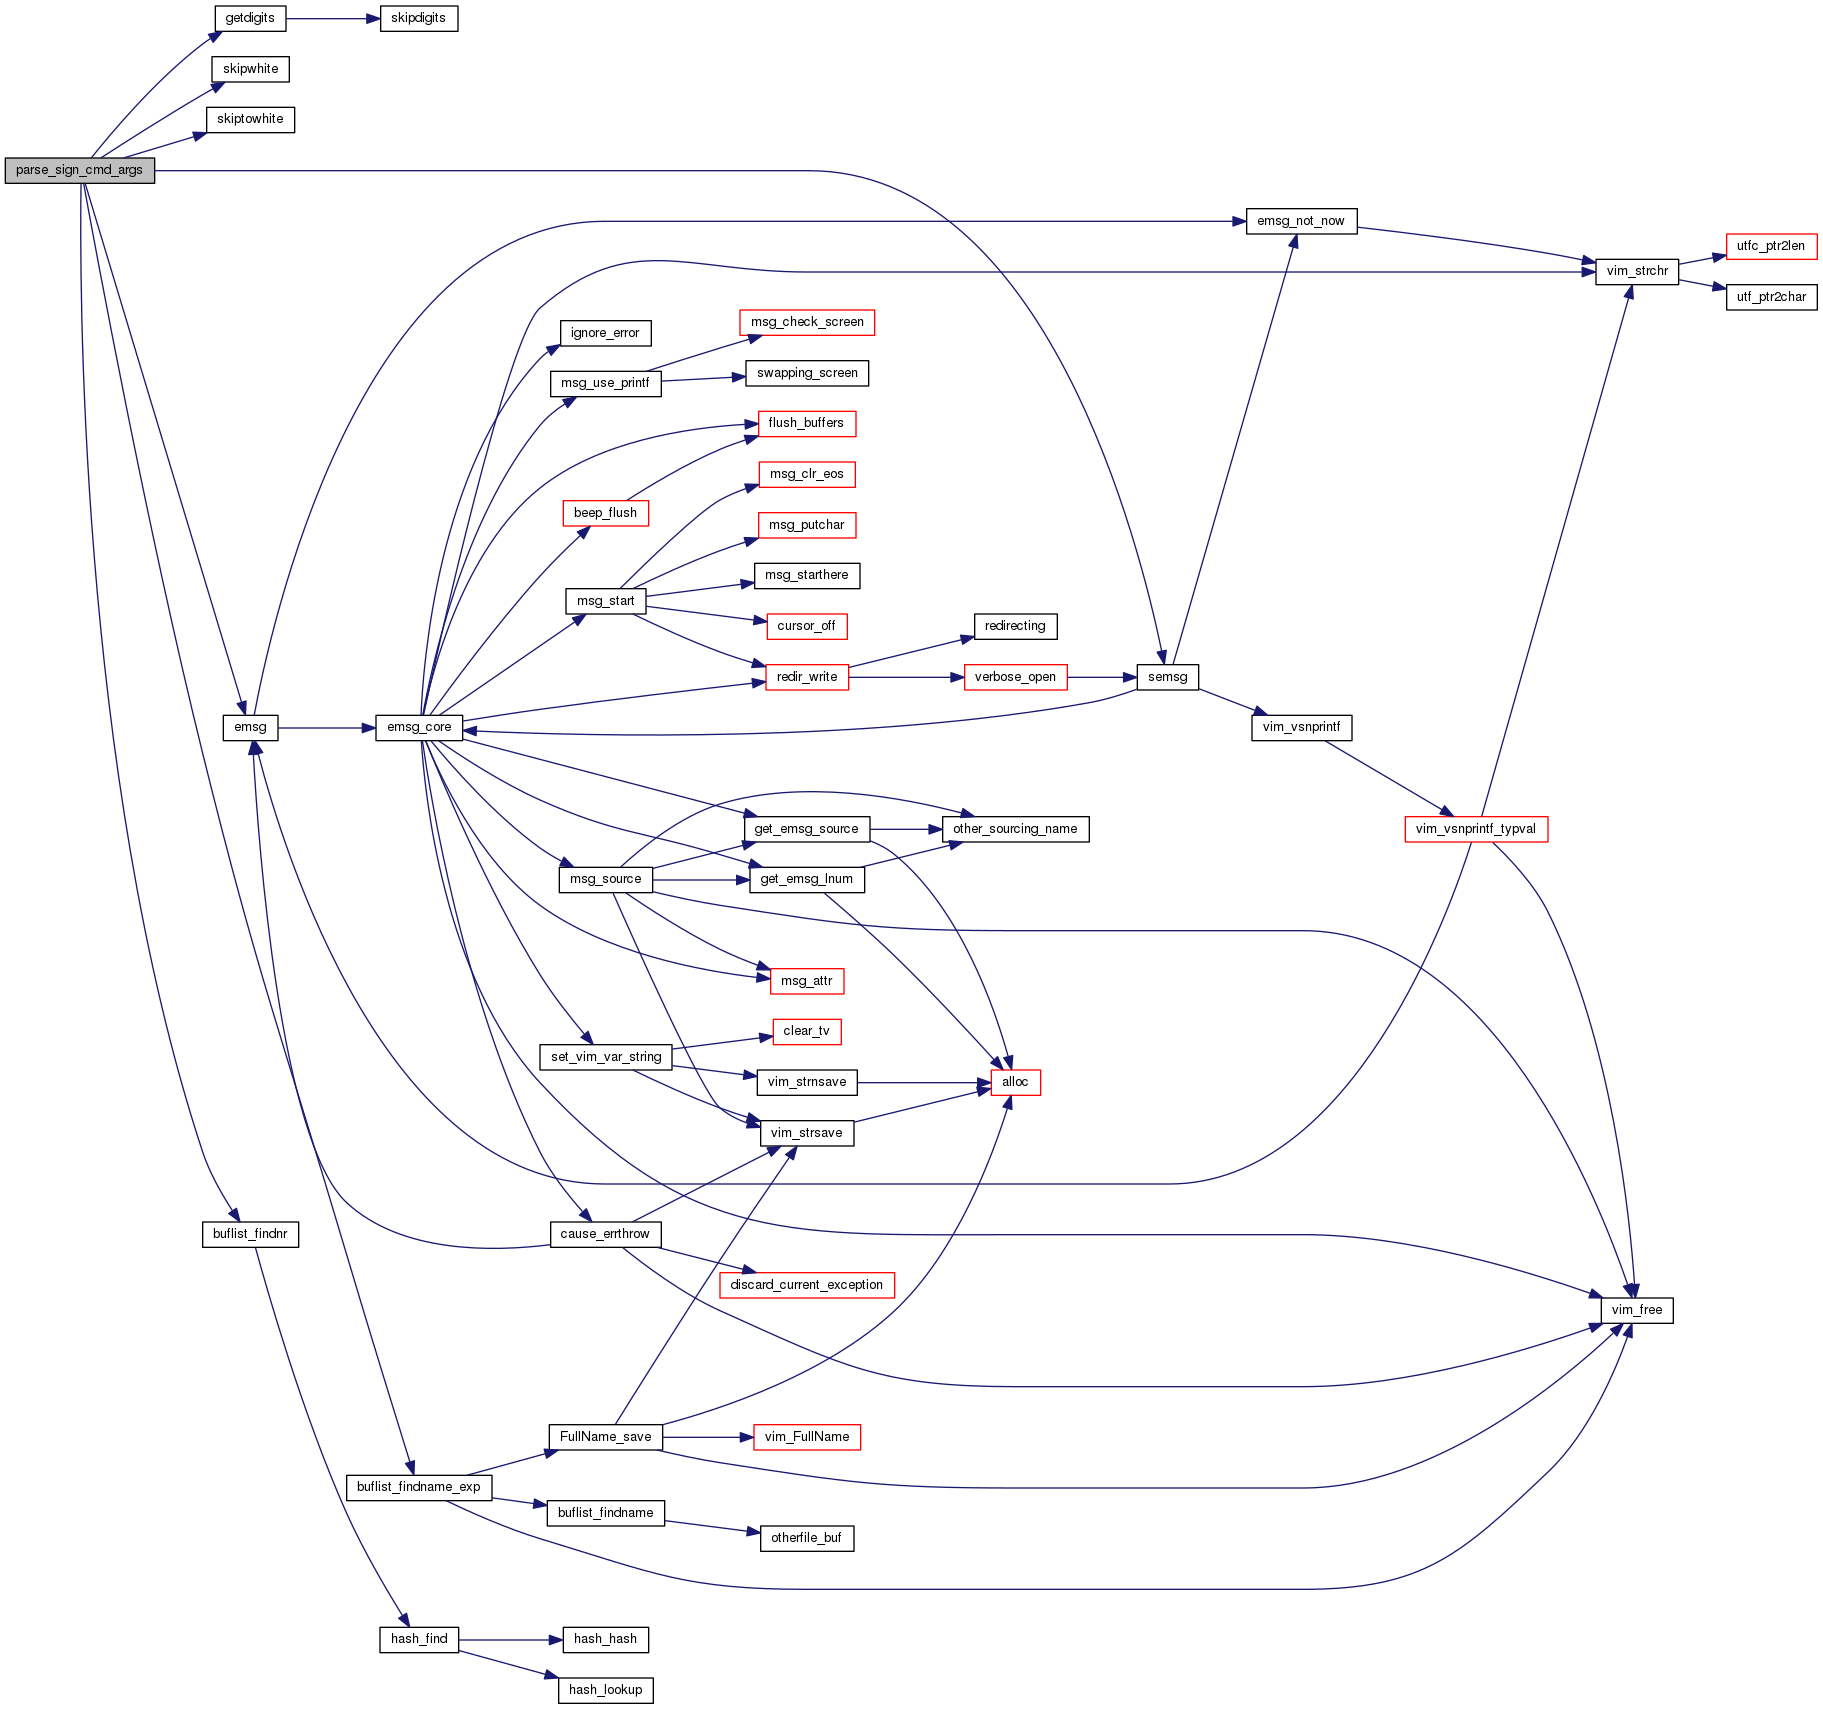 getdigits
skipdigits
skipwhite
skiptowhite
parse_sign_cmd_args
emsg_not_now
utfc_ptr2len
vim_strchr
utf_ptr2char
msg_check_screen
ignore_error
swapping_screen
msg_use_printf
flush_buffers
msg_clr_eos
beep_flush
msg_putchar
msg_starthere
msg_start
cursor_off
redirecting
redir_write
verbose_open
semsg
emsg
emsg_core
vim_vsnprintf
get_emsg_source
other_sourcing_name
vim_vsnprintf_typval
msg_source
get_emsg_lnum
msg_attr
clear_tv
set_vim_var_string
vim_strnsave
alloc
vim_strsave
buflist_findnr
cause_errthrow
discard_current_exception
vim_free
FullName_save
vim_FullName
buflist_findname_exp
buflist_findname
otherfile_buf
hash_find
hash_hash
hash_lookup